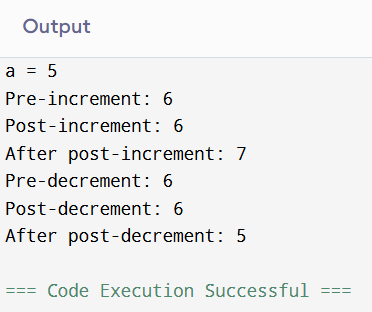 Output
a = 5
Pre-increment: 6
Post-increment: 6
After post-increment: 7
Pre-decrement: 6
Post-decrement: 6
After post-decrement: 5
=== Code Execution Successful ===